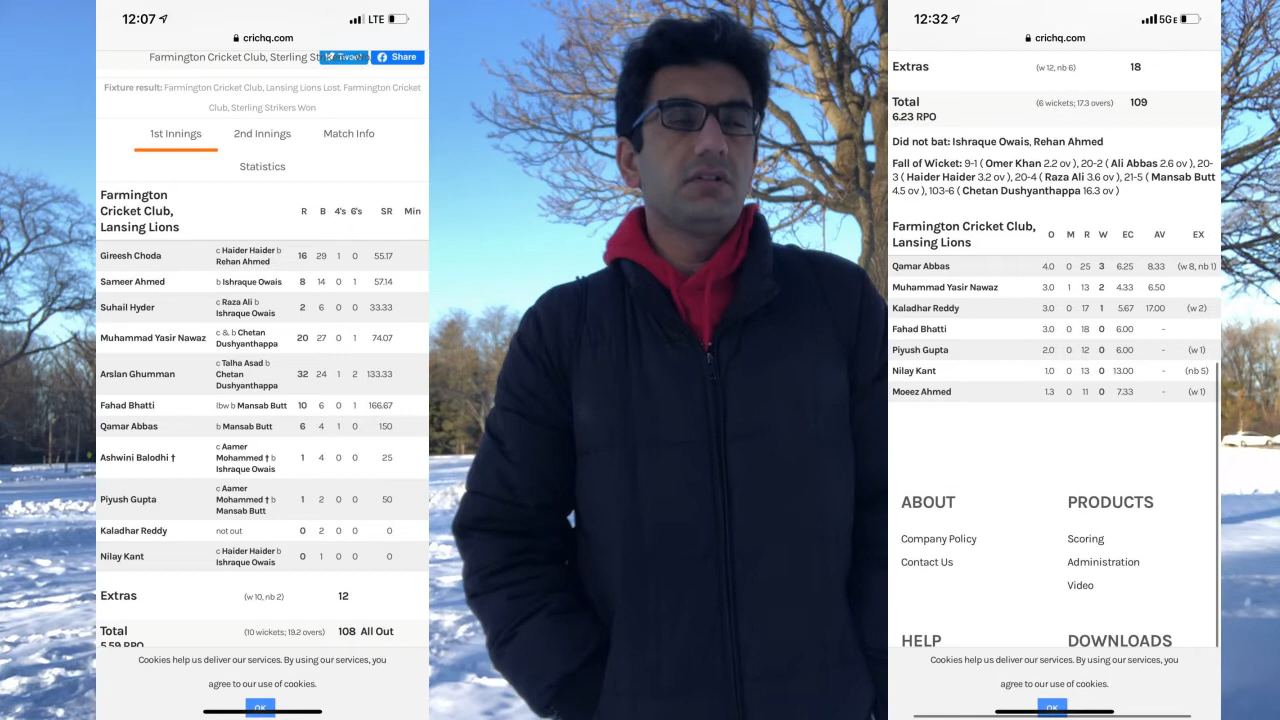 12:07
LTE
crichq.com
Farmington Cricket Club, Sterling
Share
Fixture result: Farmington Cricket Club, Lansing Lions Lost. Farmington Cricket
Club, Sterling Strikers Won
1st Innings 2nd Innings Match Info
Statistics
Farmington
Cricket Club,
Lansing Lions
R B 4's 6's SR Min
Gireesh Choda c Haider Haider b Rehan Ahmed 16 29 1 0 55.17
Sameer Ahmed b Ishraque Owais 8 14 0 1 57.14
Suhail Hyder c Raza Ali b Ishraque Owais 2 6 0 0 33.33
Muhammad Yasir Nawaz c & b Chetan Dushyanthappa 20 27 0 1 74.07
Arslan Ghumman c Talha Asad b Chetan Dushyanthappa 32 24 1 2 133.33
Fahad Bhatti lbw b Mansab Butt 10 6 0 1 166.67
Qamar Abbas b Mansab Butt 6 4 1 0 150
Ashwini Balodhi † c Aamer Mohammed † b Ishraque Owais 1 4 0 0 25
Piyush Gupta c Aamer Mohammed † b Mansab Butt 1 2 0 0 50
Kaladhar Reddy not out 0 2 0 0 0
Nilay Kant c Haider Haider b Ishraque Owais 0 1 0 0 0
Extras (w 10, nb 2) 12
Total (10 wickets; 19.2 overs) 108 All Out
5.59 RPO
Cookies help us deliver our services. By using our services, you
agree to our use of cookies.
OK
12:32
5G E
crichq.com
Extras (w 12, nb 6) 18
Total (6 wickets; 17.3 overs) 109
6.23 RPO
Did not bat: Ishraque Owais, Rehan Ahmed
Fall of Wicket: 9-1 ( Omer Khan 2.2 ov ), 20-2 ( Ali Abbas 2.6 ov ), 20-
3 ( Haider Haider 3.2 ov ), 20-4 ( Raza Ali 3.6 ov ), 21-5 ( Mansab Butt
4.5 ov ), 103-6 ( Chetan Dushyanthappa 16.3 ov )
Farmington Cricket Club,
Lansing Lions
O M R W EC AV EX
Qamar Abbas 4.0 0 25 3 6.25 8.33 (w 8, nb 1)
Muhammad Yasir Nawaz 3.0 1 13 2 4.33 6.50
Kaladhar Reddy 3.0 0 17 1 5.67 17.00 (w 2)
Fahad Bhatti 3.0 0 18 0 6.00 -
Piyush Gupta 2.0 0 12 0 6.00 - (w 1)
Nilay Kant 1.0 0 13 0 13.00 - (nb 5)
Moeez Ahmed 1.3 0 11 0 7.33 - (w 1)
ABOUT PRODUCTS
Company Policy Scoring
Contact Us Administration
Video
HELP DOWNLOADS
Cookies help us deliver our services. By using our services, you
agree to our use of cookies.
OK